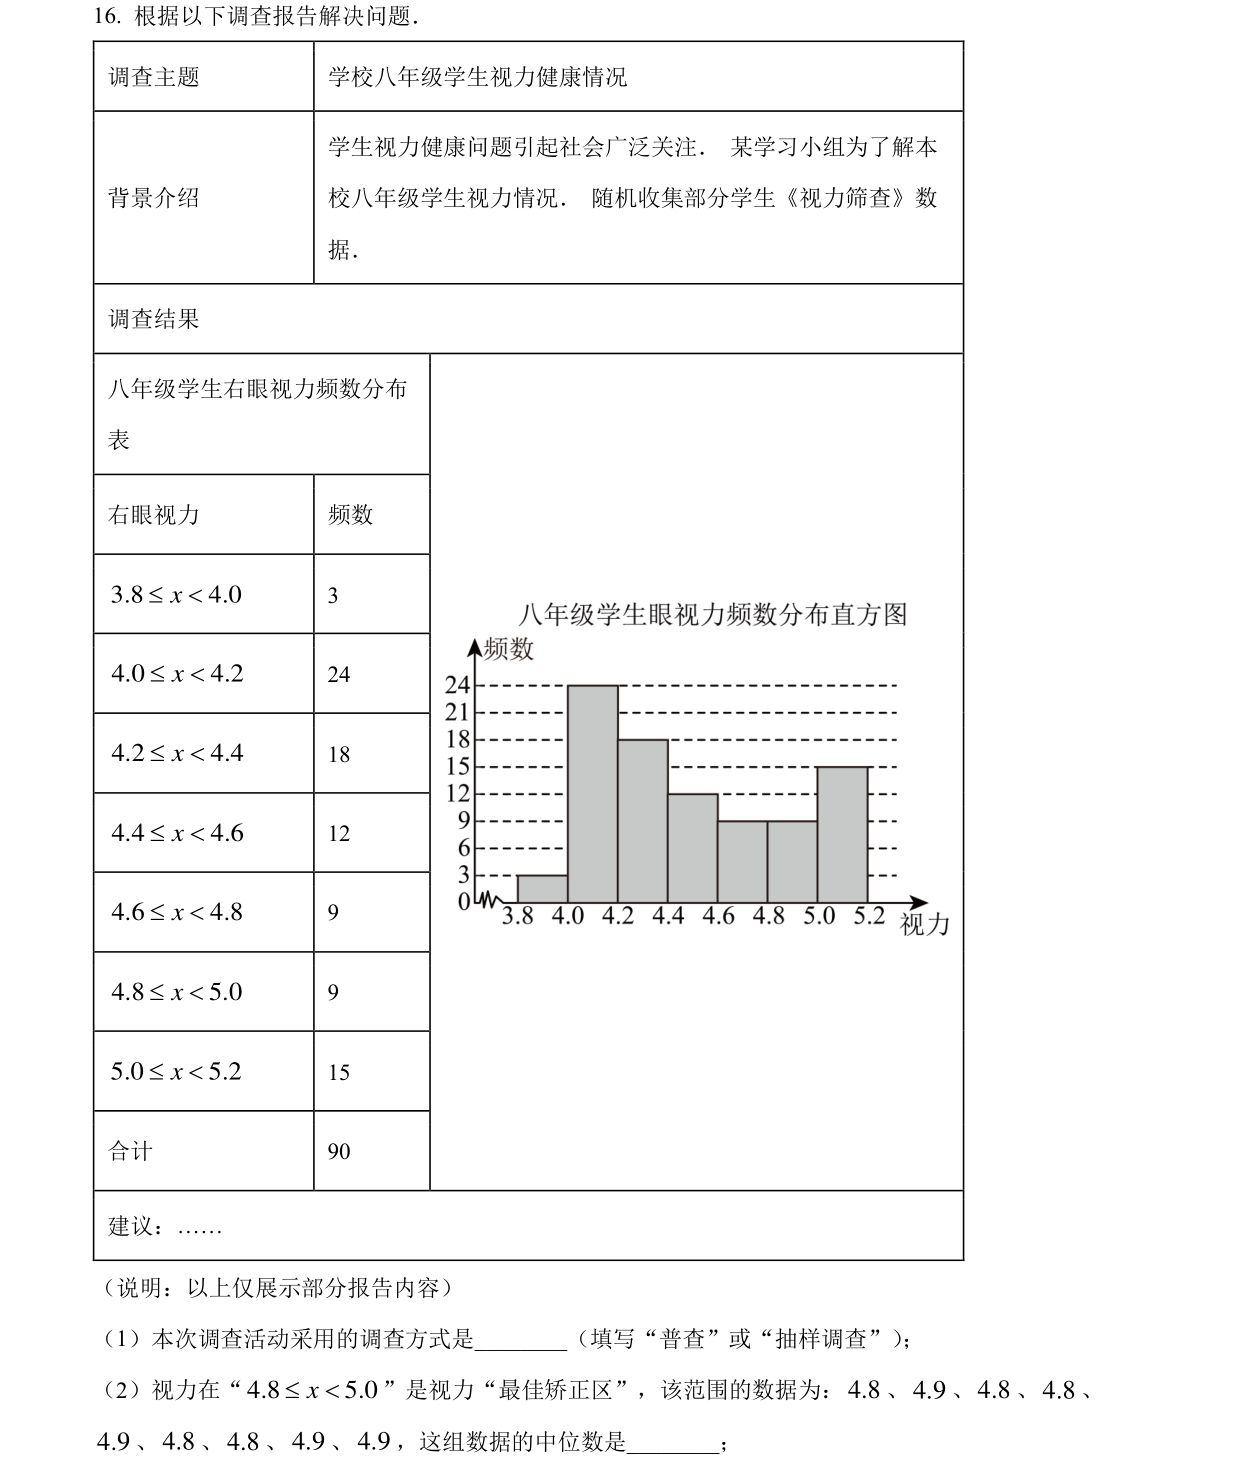 16. 根据以下调查报告解决问题．
调查主题
学校八年级学生视力健康情况
背景介绍
学生视力健康问题引起社会广泛关注． 某学习小组为了解本
校八年级学生视力情况． 随机收集部分学生《视力筛查》数
据．
调查结果
八年级学生右眼视力频数分布
表
右眼视力
频数
3.8≤x<4.0
3
4.0≤x<4.2
24
4.2≤x<4.4
18
4.4≤x<4.6
12
4.6≤x<4.8
9
4.8≤x<5.0
9
5.0≤x<5.2
15
合计
90
八年级学生眼视力频数分布直方图
频数
24
21
18
15
12
9
6
3
0
3.8 4.0 4.2 4.4 4.6 4.8 5.0 5.2
视力
建议：……
（说明：以上仅展示部分报告内容）
（1）本次调查活动采用的调查方式是________（填写“普查”或“抽样调查”）；
（2）视力在“4.8≤x<5.0”是视力“最佳矫正区”，该范围的数据为：4.8、4.9、4.8、4.8、
4.9、4.8、4.8、4.9、4.9，这组数据的中位数是________；